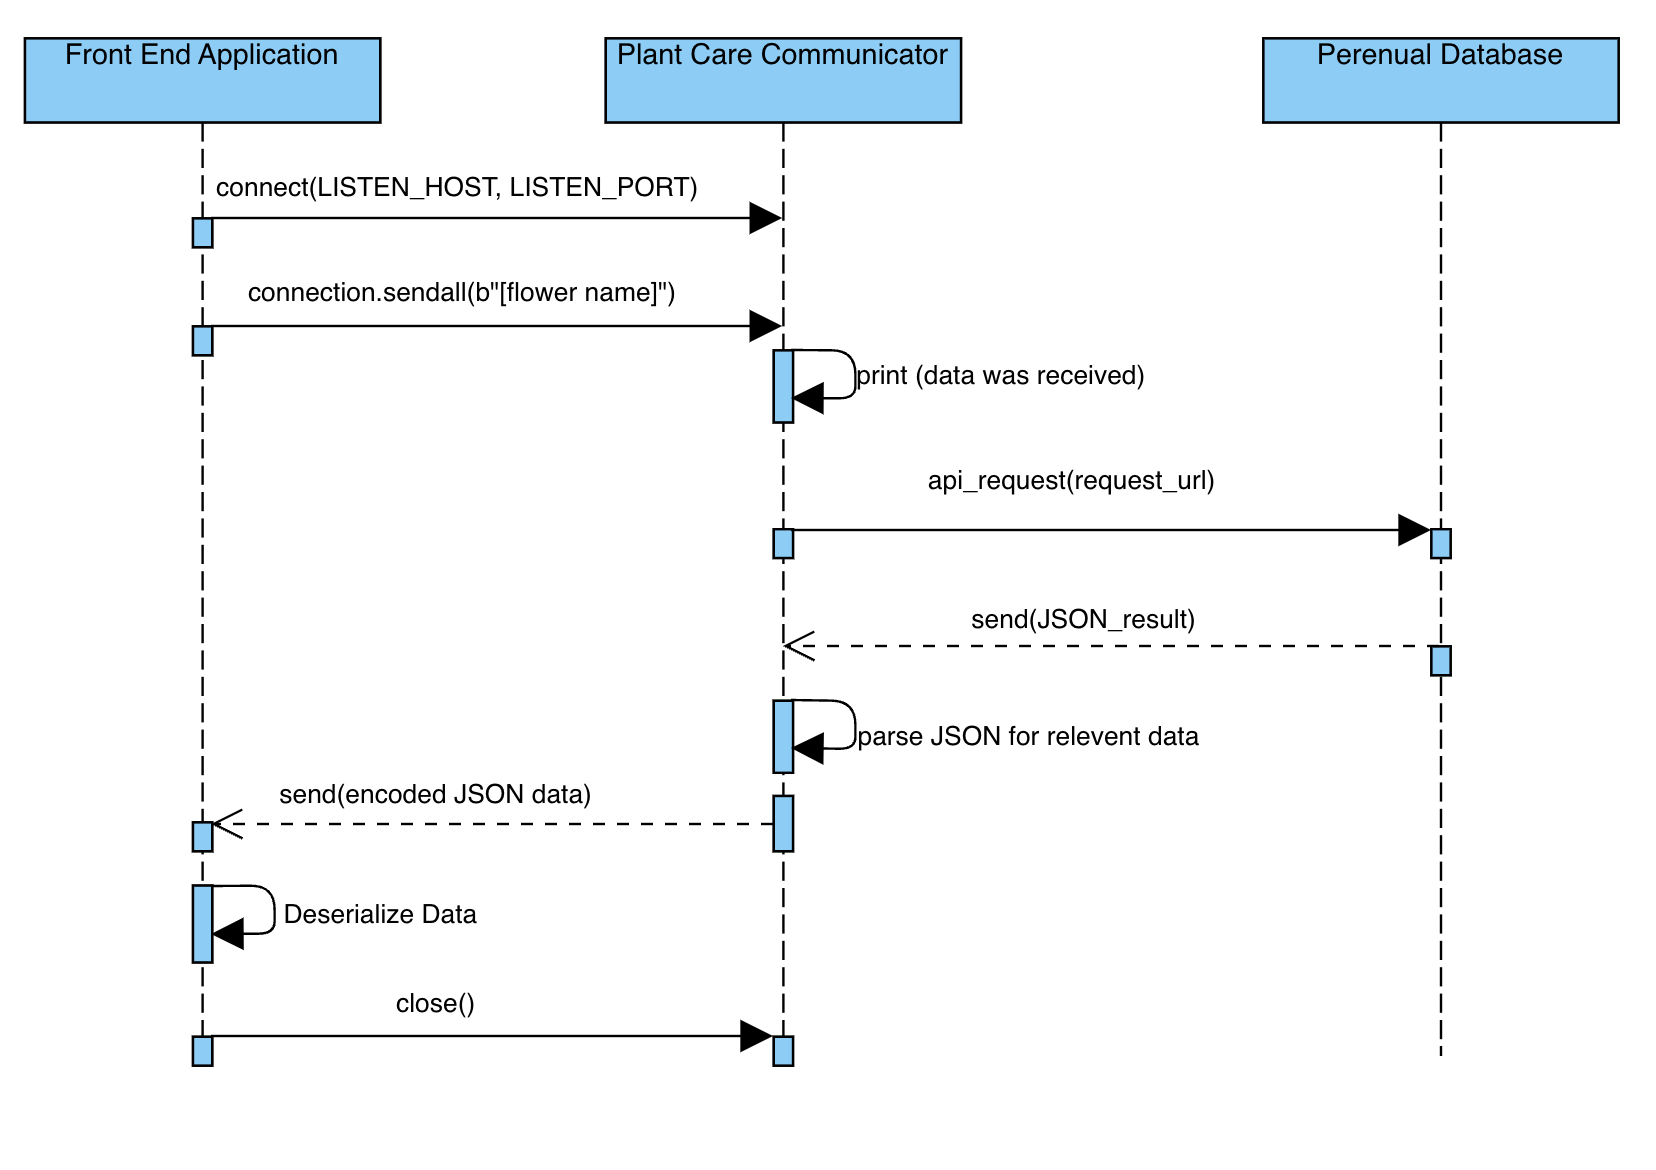 Front End Application
Plant Care Communicator
Perenual Database
connect(LISTEN_HOST, LISTEN_PORT)
connection.sendall(b"[flower name]")
print (data was received)
api_request(request_url)
send(JSON_result)
parse JSON for relevent data
send(encoded JSON data)
Deserialize Data
close()